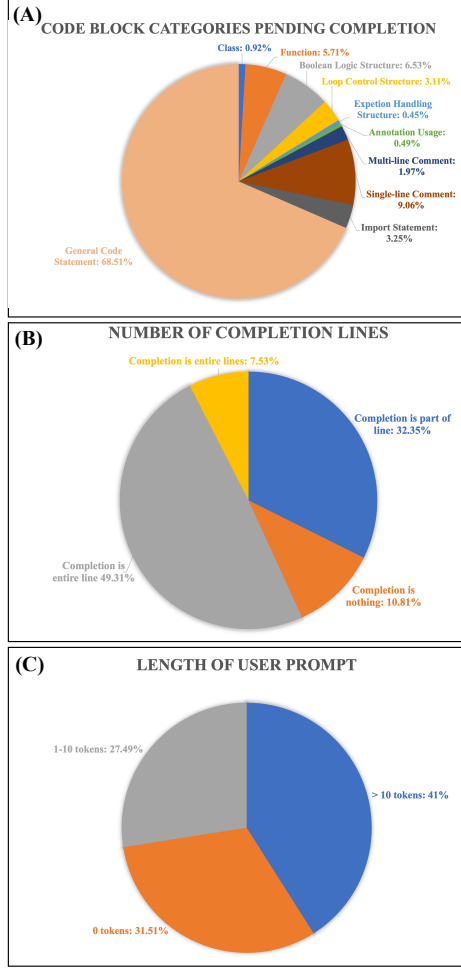 (A)
CODE BLOCK CATEGORIES PENDING COMPLETION
Class: 0.92%
Function: 5.71%
Boolean Logic Structure: 6.53%
Loop Control Structure: 3.11%
Expetion Handling
Structure: 0.45%
Annotation Usage:
0.49%
Multi-line Comment:
1.97%
Single-line Comment:
9.06%
Import Statement:
3.25%
General Code
Statement: 68.51%
(B)
NUMBER OF COMPLETION LINES
Completion is entire lines: 7.53%
Completion is part of
line: 32.35%
Completion is
entire line 49.31%
Completion is
nothing: 10.81%
(C)
LENGTH OF USER PROMPT
1-10 tokens: 27.49%
> 10 tokens: 41%
0 tokens: 31.51%